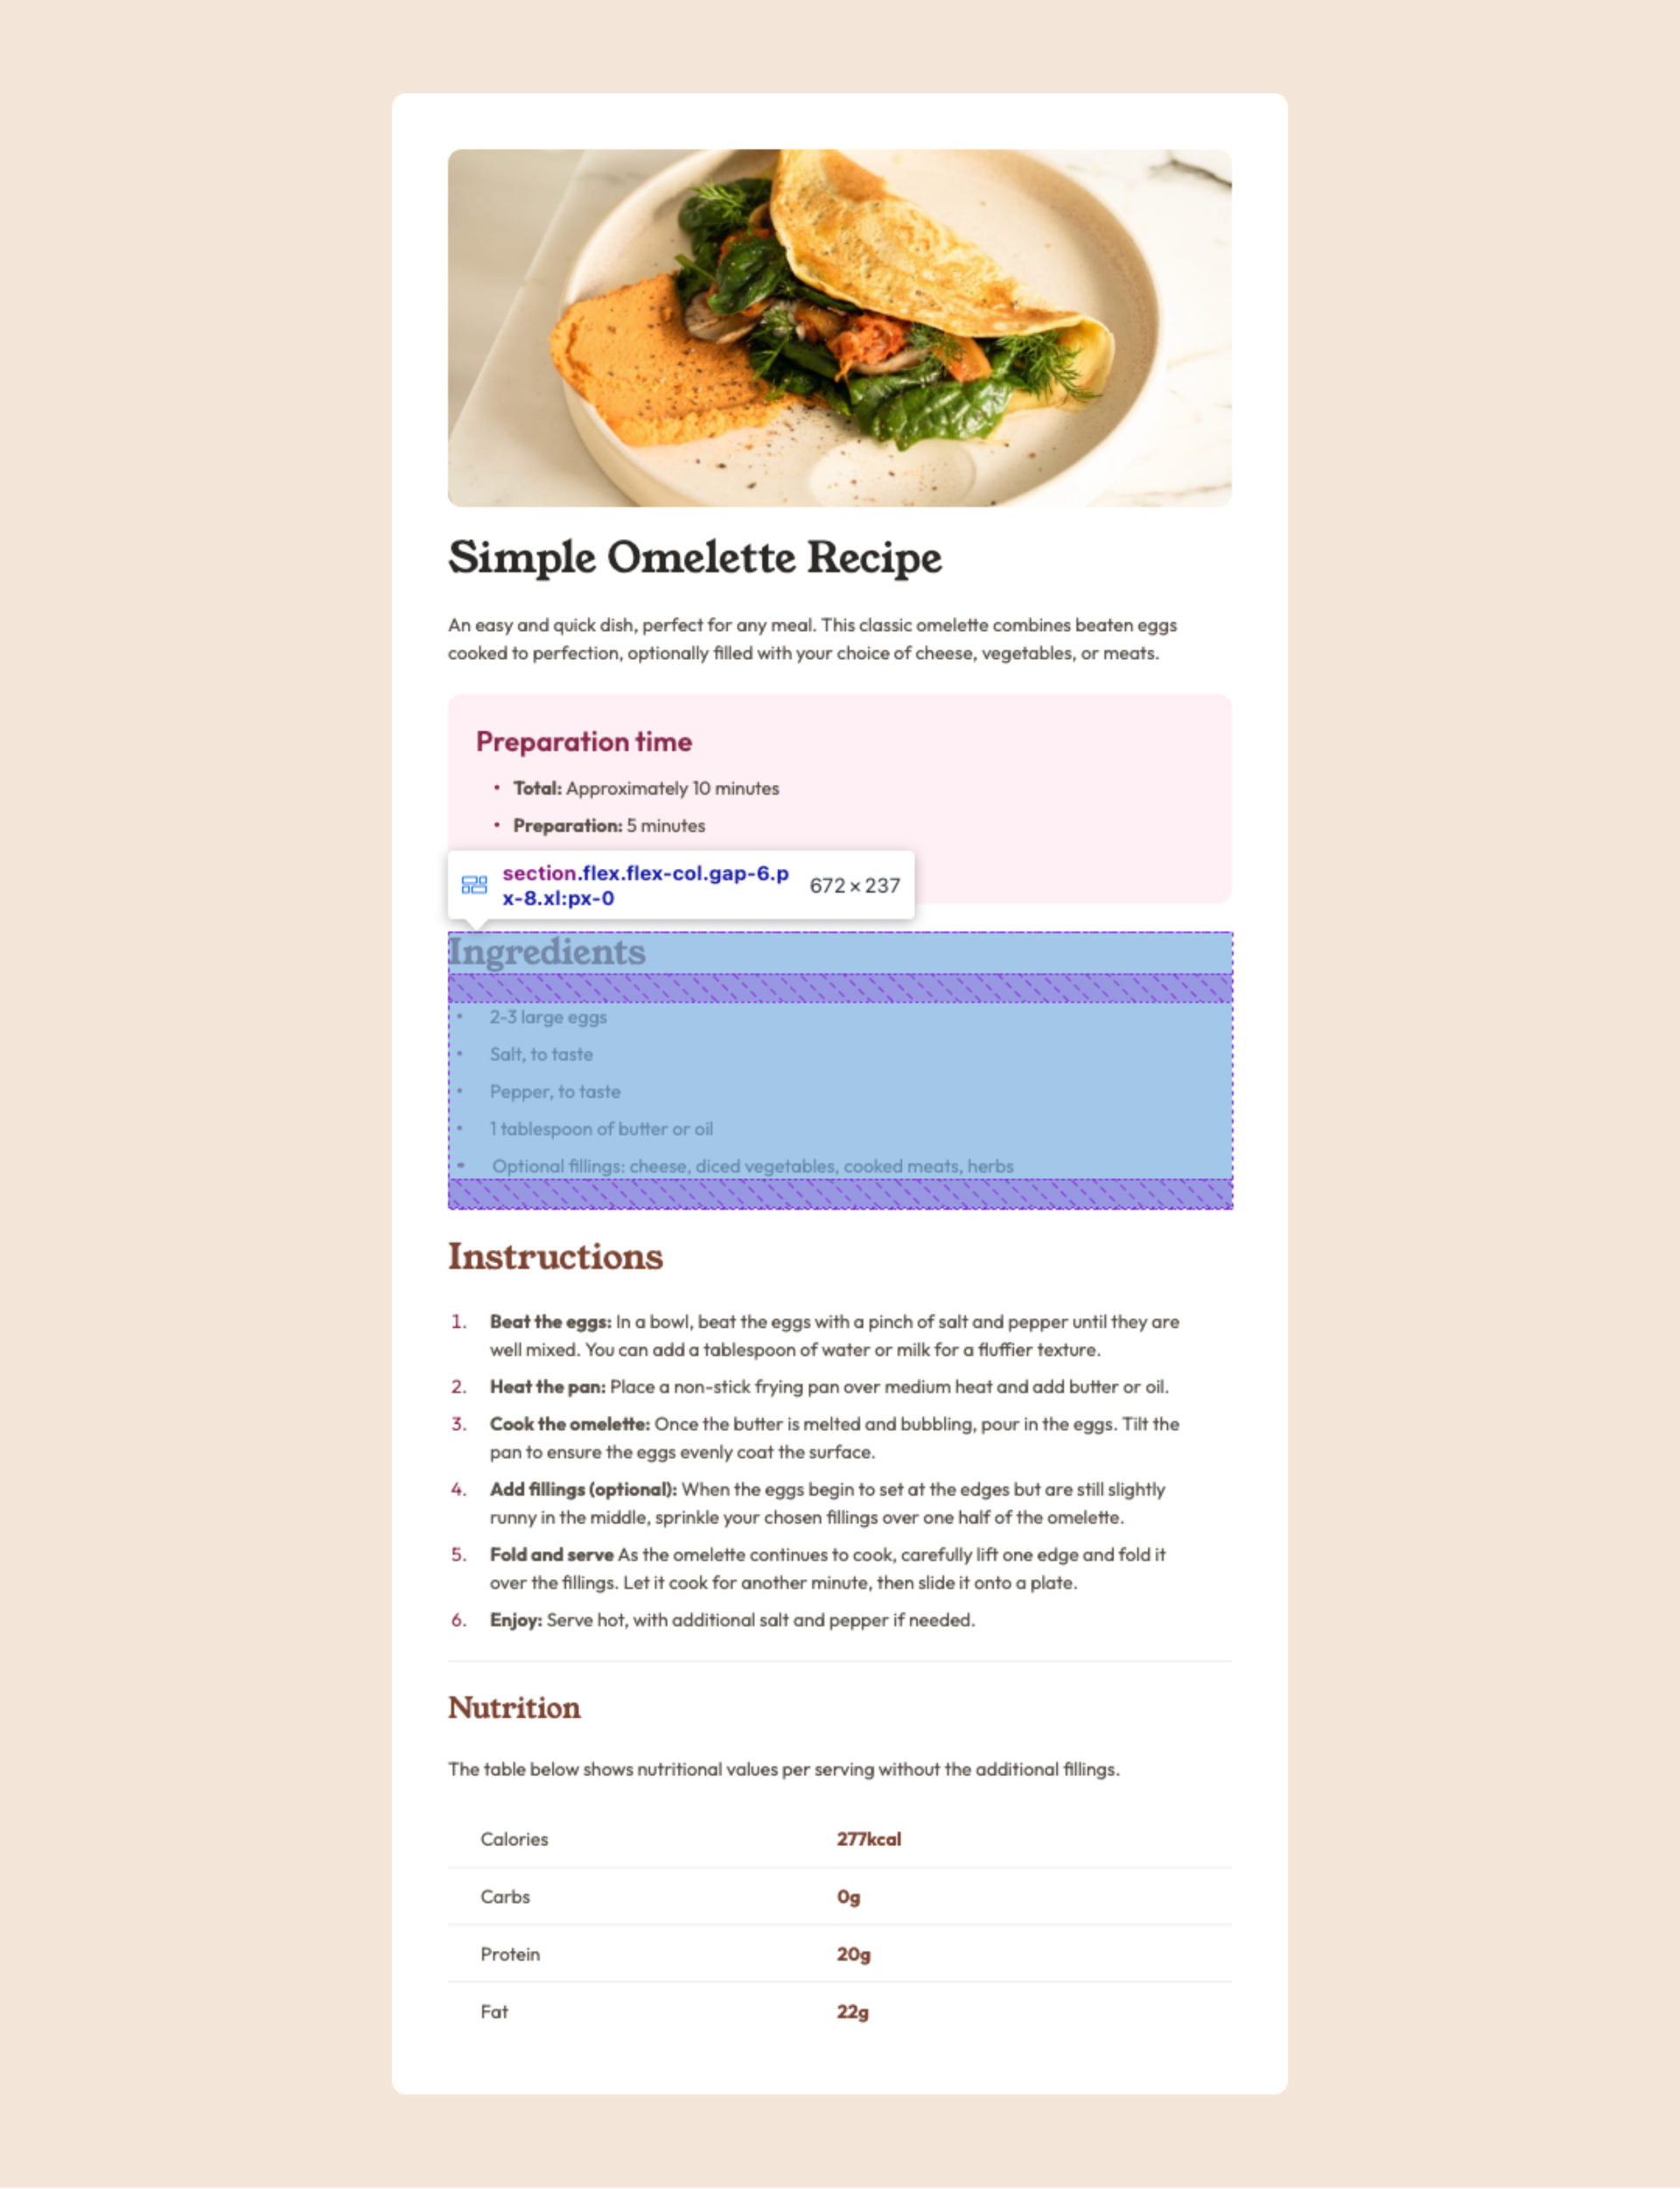 Simple Omelette Recipe
An easy and quick dish, perfect for any meal. This classic omelette combines beaten eggs
cooked to perfection, optionally filled with your choice of cheese, vegetables, or meats.
Preparation time
• Total: Approximately 10 minutes
• Preparation: 5 minutes
section.flex.flex-col.gap-6.p
x-8.xl:px-0
672 × 237
Ingredients
• 2-3 large eggs
• Salt, to taste
• Pepper, to taste
• 1 tablespoon of butter or oil
• Optional fillings: cheese, diced vegetables, cooked meats, herbs
Instructions
1. Beat the eggs: In a bowl, beat the eggs with a pinch of salt and pepper until they are
well mixed. You can add a tablespoon of water or milk for a fluffier texture.
2. Heat the pan: Place a non-stick frying pan over medium heat and add butter or oil.
3. Cook the omelette: Once the butter is melted and bubbling, pour in the eggs. Tilt the
pan to ensure the eggs evenly coat the surface.
4. Add fillings (optional): When the eggs begin to set at the edges but are still slightly
runny in the middle, sprinkle your chosen fillings over one half of the omelette.
5. Fold and serve As the omelette continues to cook, carefully lift one edge and fold it
over the fillings. Let it cook for another minute, then slide it onto a plate.
6. Enjoy: Serve hot, with additional salt and pepper if needed.
Nutrition
The table below shows nutritional values per serving without the additional fillings.
Calories 277kcal
Carbs 0g
Protein 20g
Fat 22g